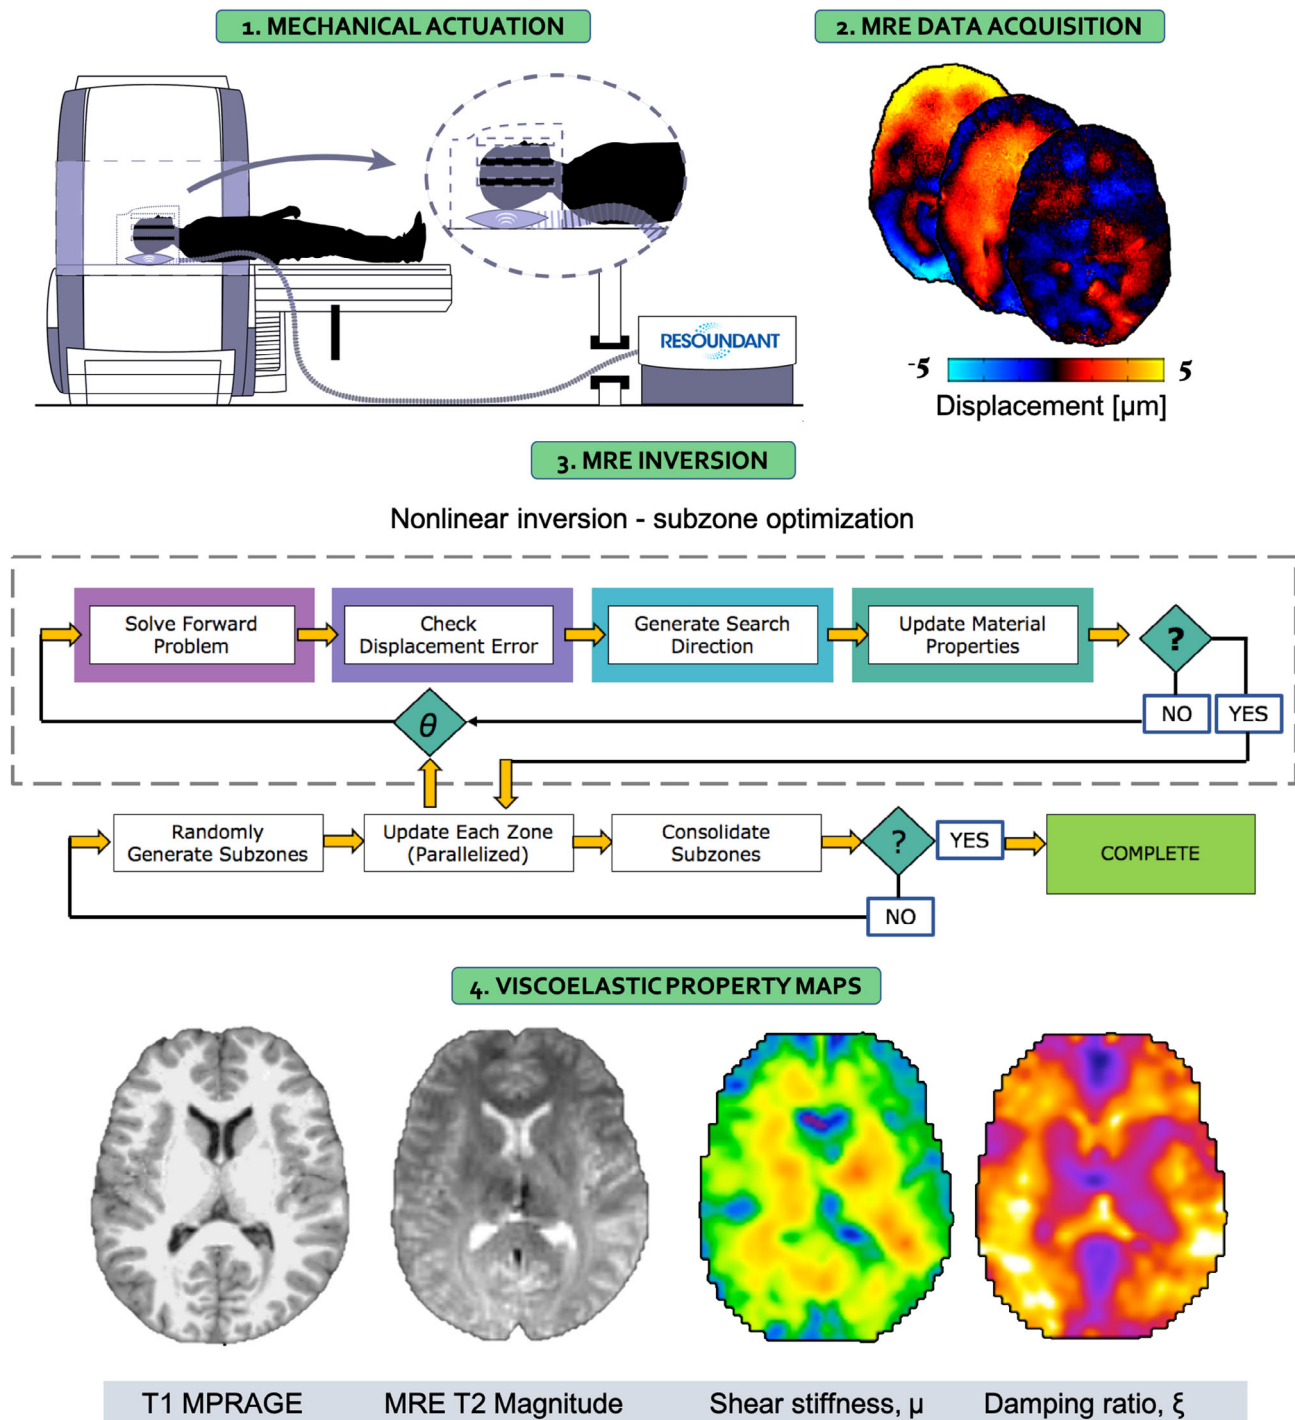 1. MECHANICAL ACTUATION
2. MRE DATA ACQUISITION
RESOUNDANT
-5
5
Displacement [µm]
3. MRE INVERSION
Nonlinear inversion - subzone optimization
Solve Forward
Problem
Check
Displacement Error
Generate Search
Direction
Update Material
Properties
?
NO
YES
θ
Randomly
Generate Subzones
Update Each Zone
(Parallelized)
Consolidate
Subzones
?
YES
COMPLETE
NO
4. VISCOELASTIC PROPERTY MAPS
T1 MPRAGE
MRE T2 Magnitude
Shear stiffness, µ
Damping ratio, ξ